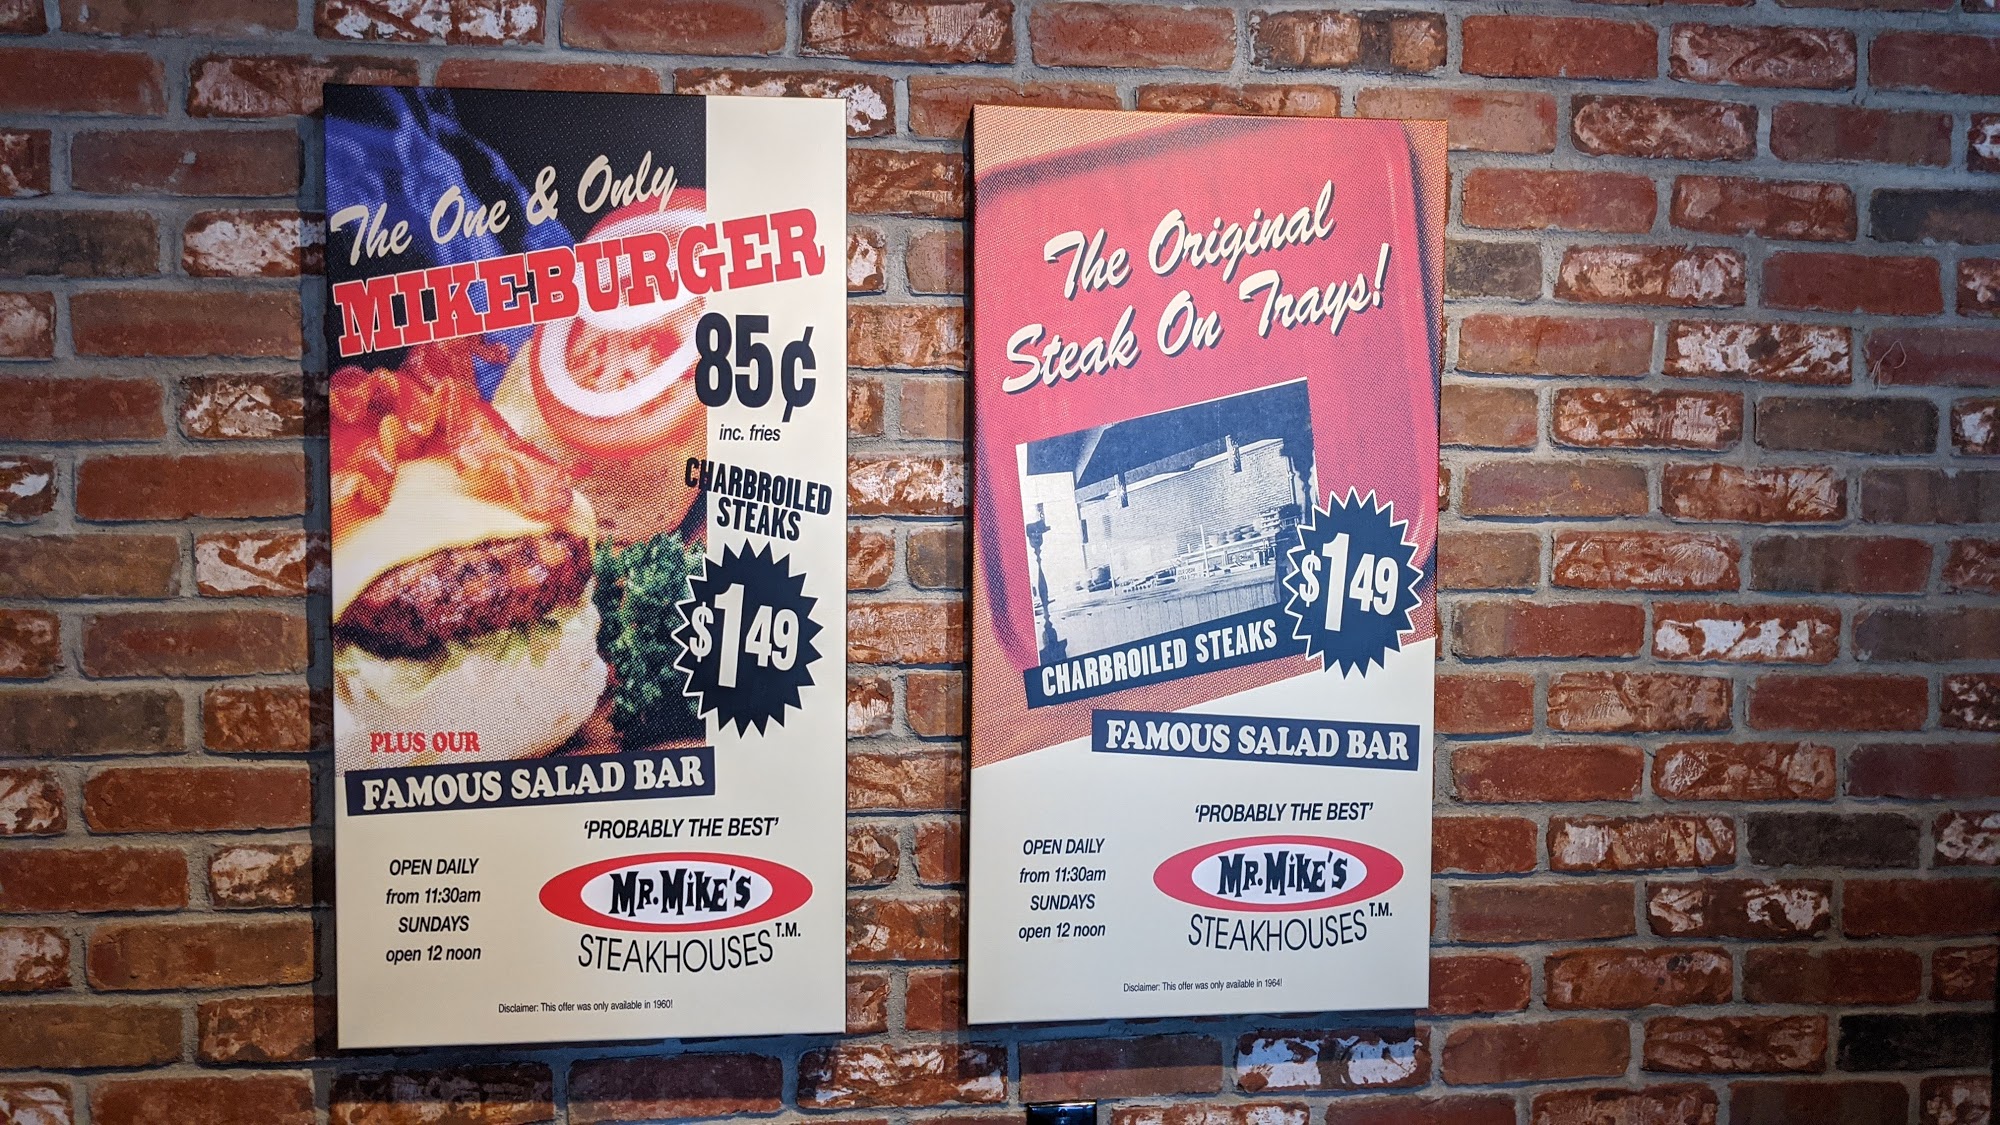 The One & Only
MIKEBURGER
85¢
inc. fries
CHARBROILED
STEAKS
$149
PLUS OUR
FAMOUS SALAD BAR
'PROBABLY THE BEST'
OPEN DAILY
from 11:30am
SUNDAYS
open 12 noon
MR.MIKE'S
STEAKHOUSES T.M.
Disclaimer: This offer was only available in 1960!
The Original
Steak On Trays!
$149
CHARBROILED STEAKS
FAMOUS SALAD BAR
'PROBABLY THE BEST'
OPEN DAILY
from 11:30am
SUNDAYS
open 12 noon
MR.MIKE'S
STEAKHOUSES T.M.
Disclaimer: This offer was only available in 1964!